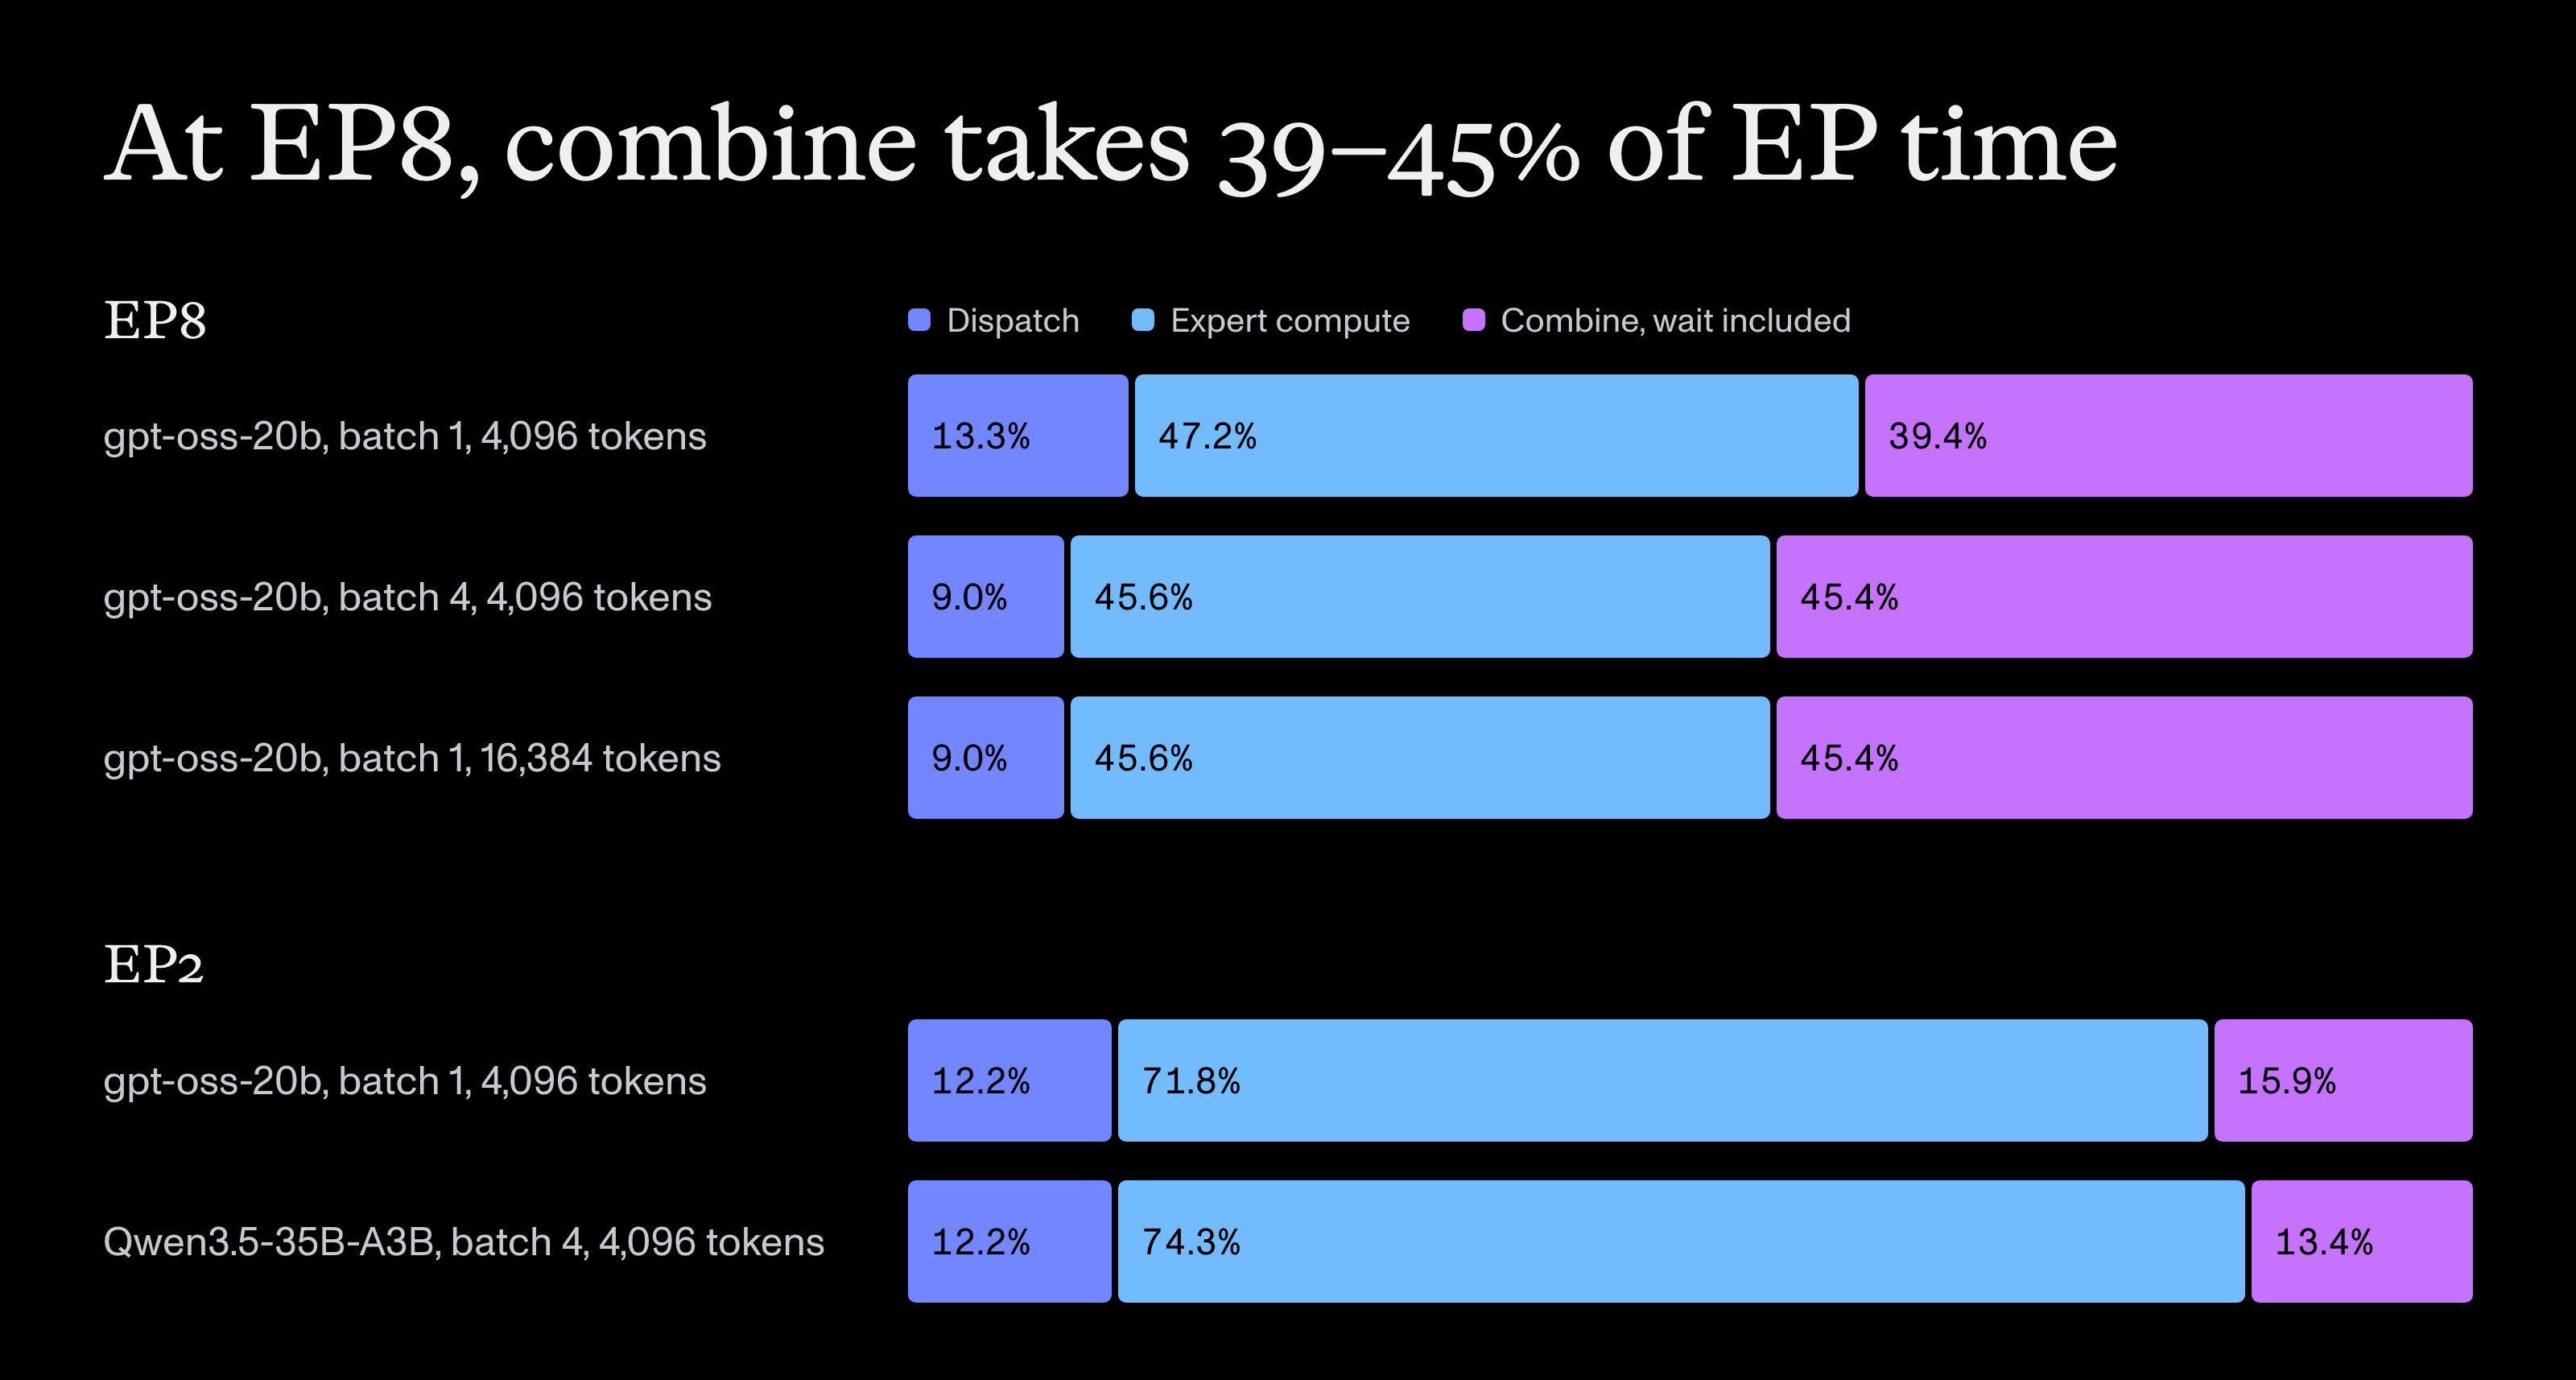 At EP8, combine takes 39–45% of EP time
EP8
Dispatch
Expert compute
Combine, wait included
gpt-oss-20b, batch 1, 4,096 tokens
13.3%
47.2%
39.4%
gpt-oss-20b, batch 4, 4,096 tokens
9.0%
45.6%
45.4%
gpt-oss-20b, batch 1, 16,384 tokens
9.0%
45.6%
45.4%
EP2
gpt-oss-20b, batch 1, 4,096 tokens
12.2%
71.8%
15.9%
Qwen3.5-35B-A3B, batch 4, 4,096 tokens
12.2%
74.3%
13.4%